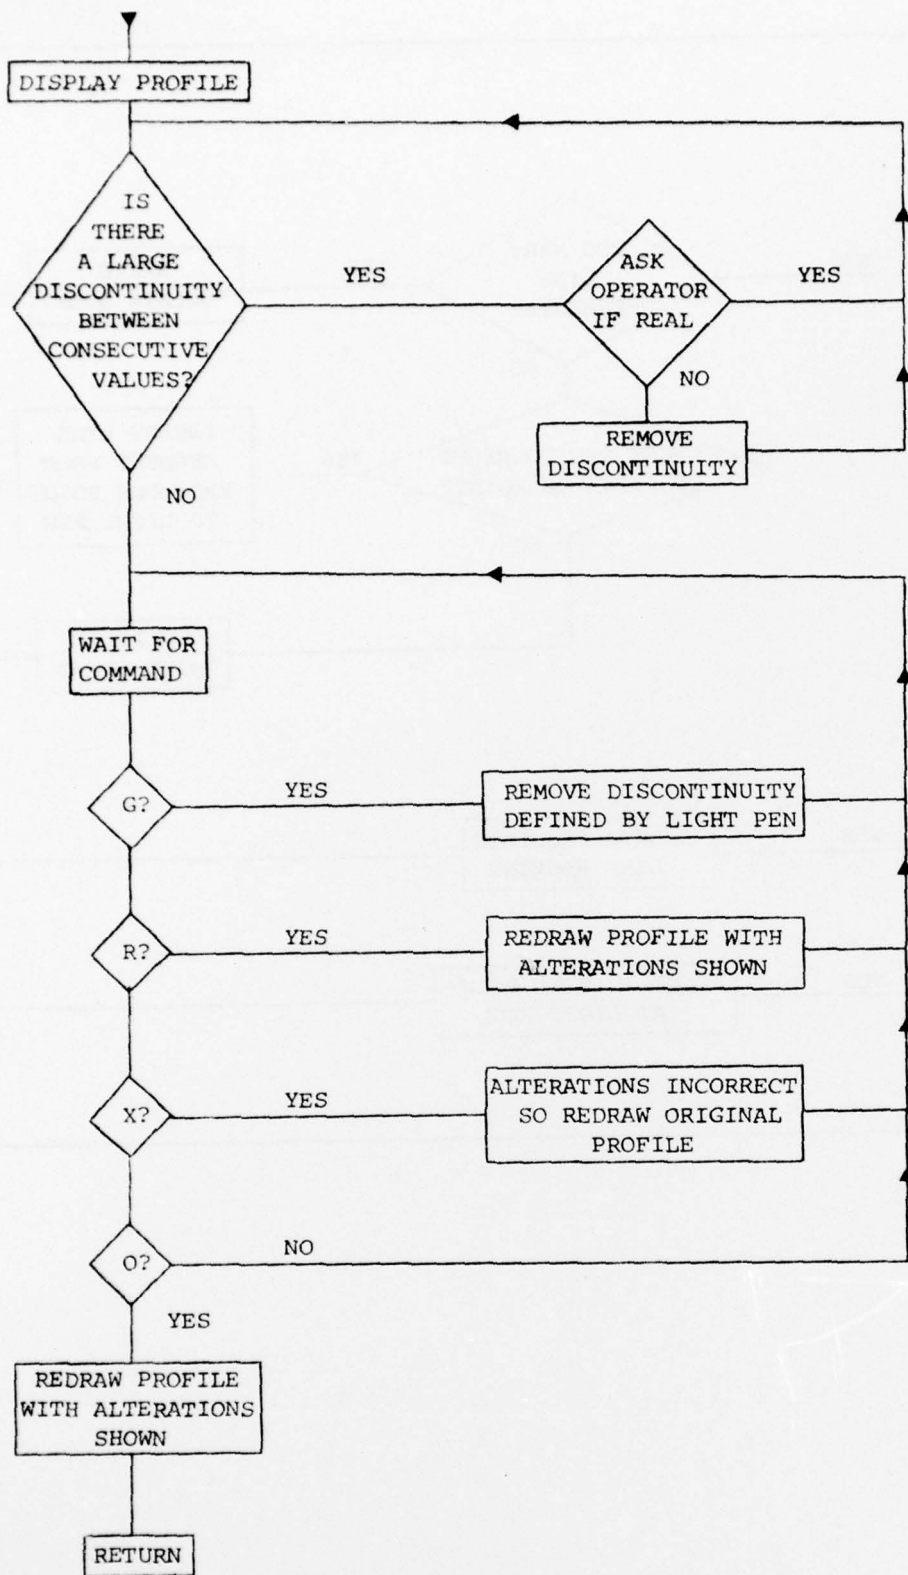 DISPLAY PROFILE
IS
THERE
A LARGE
DISCONTINUITY
BETWEEN
CONSECUTIVE
VALUES?
YES
ASK
OPERATOR
IF REAL
YES
NO
REMOVE
DISCONTINUITY
NO
WAIT FOR
COMMAND
G?
YES
REMOVE DISCONTINUITY
DEFINED BY LIGHT PEN
R?
YES
REDRAW PROFILE WITH
ALTERATIONS SHOWN
X?
YES
ALTERATIONS INCORRECT
SO REDRAW ORIGINAL
PROFILE
O?
NO
YES
REDRAW PROFILE
WITH ALTERATIONS
SHOWN
RETURN